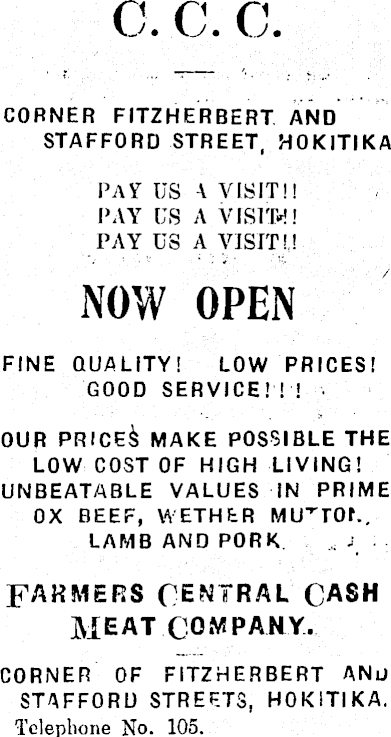 C. C. C.
CORNER FITZHERBERT AND
STAFFORD STREET, HOKITIKA
PAY US A VISIT!!
PAY US A VISIT!!
PAY US A VISIT!!
NOW OPEN
FINE QUALITY! LOW PRICES!
GOOD SERVICE!!!
OUR PRICES MAKE POSSIBLE THE
LOW COST OF HIGH LIVING!
UNBEATABLE VALUES IN PRIME
OX BEEF, WETHER MUTTON,
LAMB AND PORK.
FARMERS CENTRAL CASH
MEAT COMPANY.
CORNER OF FITZHERBERT AND
STAFFORD STREETS, HOKITIKA.
Telephone No. 105.